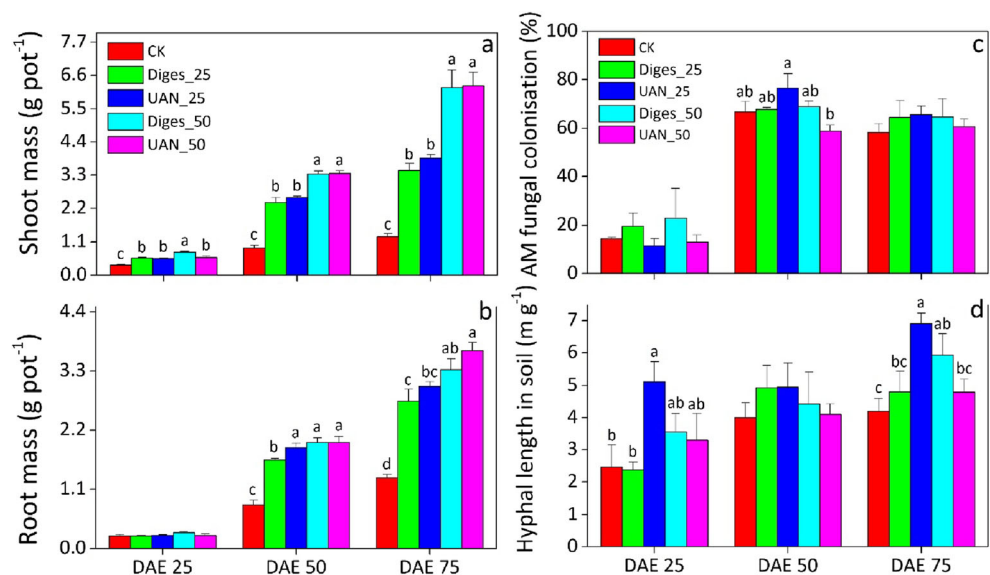 a
Shoot mass (g pot⁻¹)
7.7
6.6
5.5
4.4
3.3
2.2
1.1
0.0
CK
Diges_25
UAN_25
Diges_50
UAN_50
c b b a b
c b b a a
c b b a a
b
Root mass (g pot⁻¹)
4.4
3.3
2.2
1.1
0.0
c b a a a
d c bc ab a
DAE 25 DAE 50 DAE 75
c
AM fungal colonisation (%)
100
80
60
40
20
0
CK
Diges_25
UAN_25
Diges_50
UAN_50
ab ab a ab b
d
Hyphal length in soil (m g⁻¹)
7
6
5
4
3
2
1
0
b b a ab ab
c bc a ab bc
DAE 25 DAE 50 DAE 75